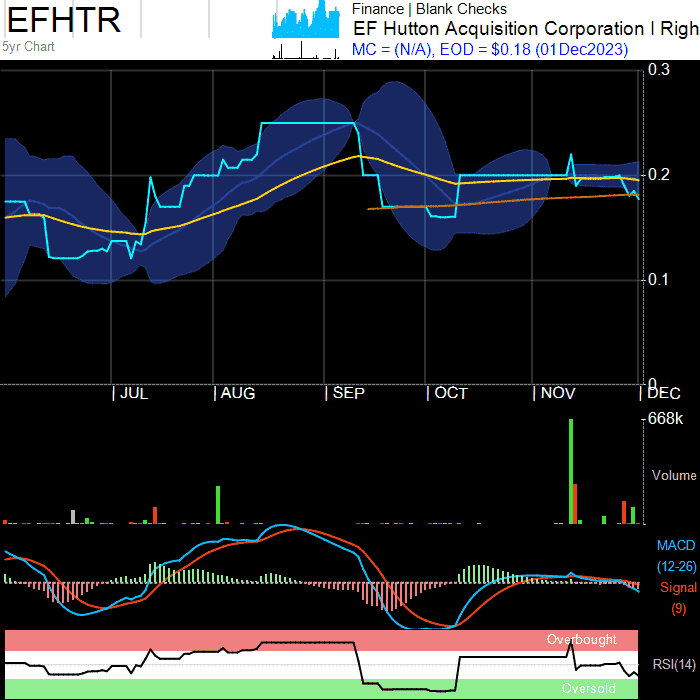 EFHTR
5yr Chart
Finance | Blank Checks
EF Hutton Acquisition Corporation I Righ
MC = (N/A), EOD = $0.18 (01Dec2023)
0.3
0.2
0.1
0
| JUL | AUG | SEP | OCT | NOV | DEC
668k
Volume
MACD
(12-26)
Signal
(9)
Overbought
RSI(14)
Oversold